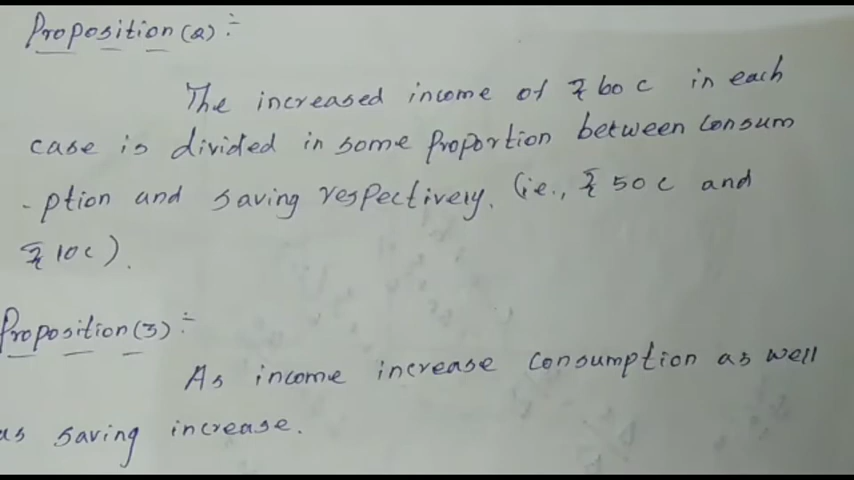 Proposition (2) :-
The increased income of ₹ 60 c in each
case is divided in some proportion between consum
- ption and saving respectively. (i.e., ₹ 50 c and
₹ 10 c).
Proposition (3) :-
As income increase consumption as well
as saving increase.